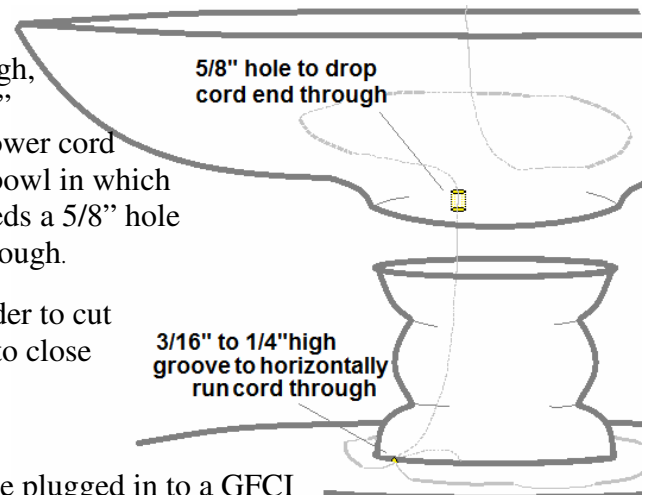 5/8" hole to drop
cord end through
gh,
”
ower cord
bowl in which
eds a 5/8” hole
ough.
der to cut
to close
3/16" to 1/4"high
groove to horizontally
run cord through
e plugged in to a GFCI